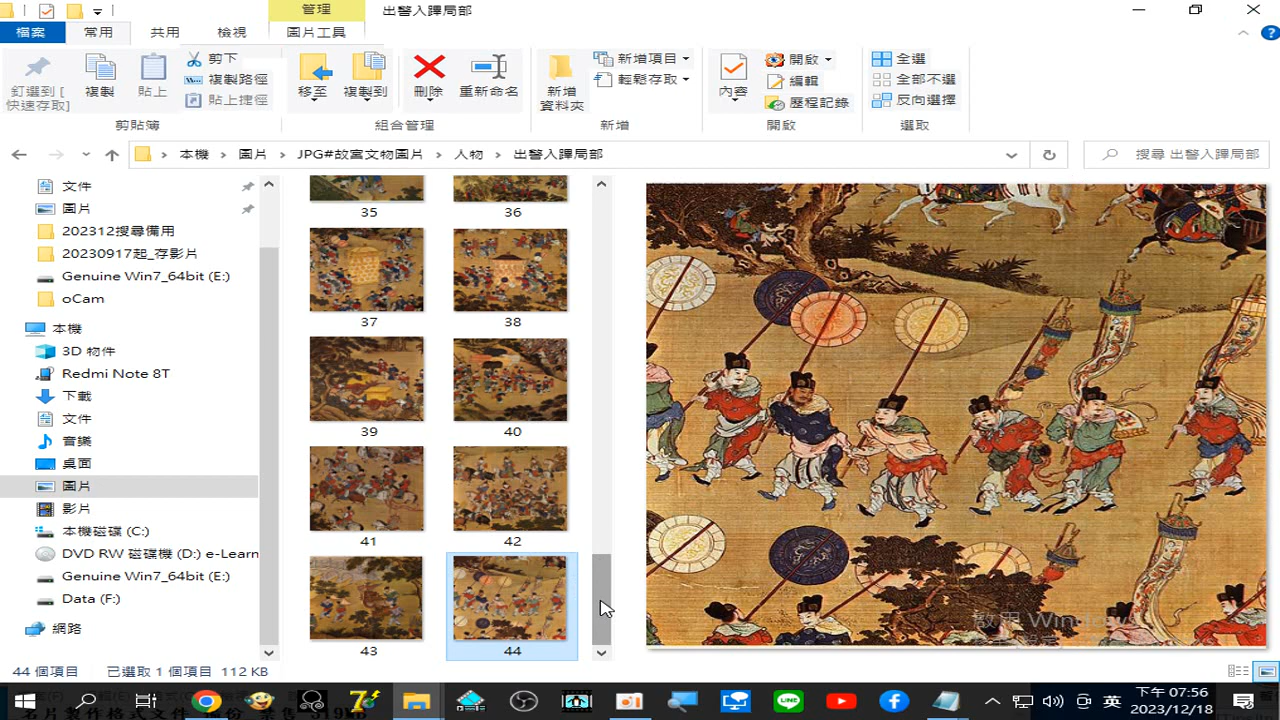 管理
出警入蹕局部
檔案
常用
共用
檢視
圖片工具
釘選到 [
快速存取]
複製
貼上
剪下
複製路徑
貼上捷徑
剪貼簿
移至
複製到
刪除
重新命名
組合管理
新增
資料夾
新增項目
輕鬆存取
新增
內容
開啟
編輯
歷程記錄
開啟
全選
全部不選
反向選擇
選取
本機 › 圖片 › JPG#故宮文物圖片 › 人物 › 出警入蹕局部
搜尋 出警入蹕局部
文件
圖片
202312搜尋備用
20230917起_存影片
Genuine Win7_64bit (E:)
oCam
本機
3D 物件
Redmi Note 8T
下載
文件
音樂
桌面
圖片
影片
本機磁碟 (C:)
DVD RW 磁碟機 (D:) e-Learn
Genuine Win7_64bit (E:)
Data (F:)
網路
35
36
37
38
39
40
41
42
43
44
啟用 Windows
44 個項目
已選取 1 個項目 112 KB
英
下午 07:56
2023/12/18